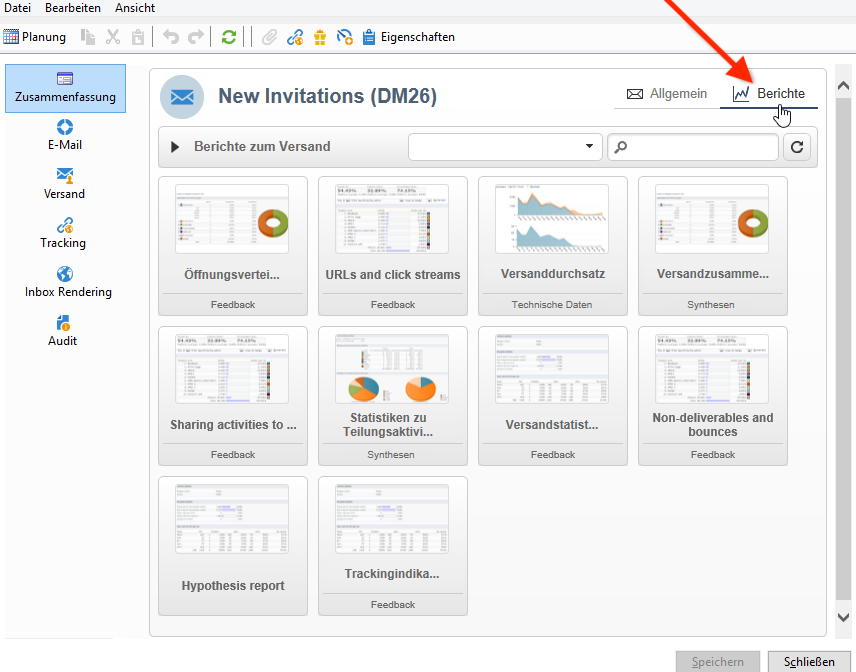 Datei Bearbeiten Ansicht
Planung Eigenschaften
Zusammenfassung
E-Mail
Versand
Tracking
Inbox Rendering
Audit
New Invitations (DM26)
Allgemein Berichte
Berichte zum Versand
Öffnungsvertei...
Feedback
URLs and click streams
Feedback
Versanddurchsatz
Technische Daten
Versandzusamme...
Synthesen
Sharing activities to ...
Feedback
Statistiken zu
Teilungsaktivi...
Synthesen
Versandstatist...
Feedback
Non-deliverables and
bounces
Feedback
Hypothesis report
Trackingindika...
Feedback
Speichern Schließen